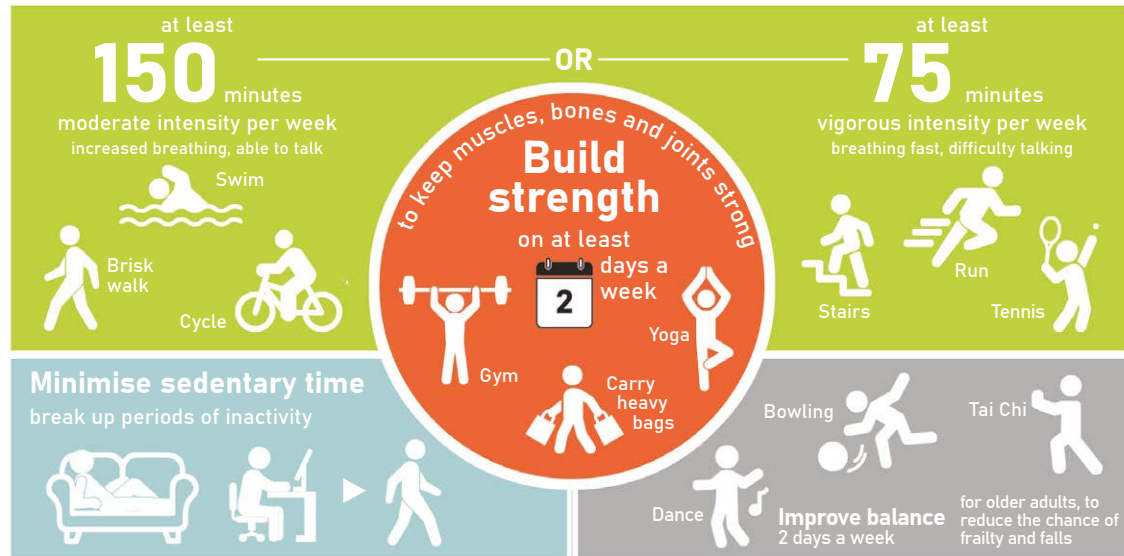 at least
150 minutes
moderate intensity per week
increased breathing, able to talk
Swim
Brisk
walk
Cycle
OR
at least
75 minutes
vigorous intensity per week
breathing fast, difficulty talking
Stairs
Run
Tennis
to keep muscles, bones and joints strong
Build
strength
on at least
2 days a
week
Gym
Yoga
Carry
heavy
bags
Minimise sedentary time
break up periods of inactivity
Bowling
Tai Chi
Dance
Improve balance
2 days a week
for older adults, to
reduce the chance of
frailty and falls